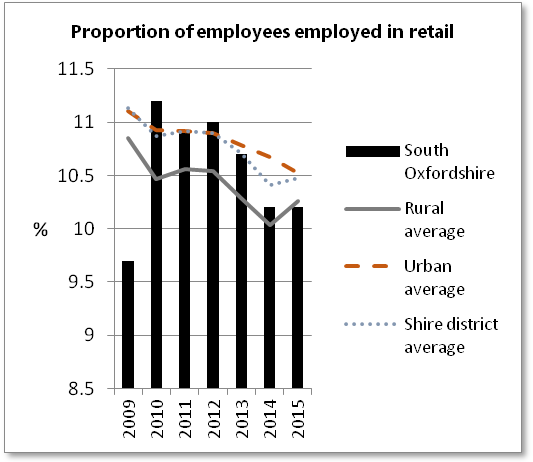 Proportion of employees employed in retail
11.5
11
10.5
10
9.5
9
8.5
%
2009
2010
2011
2012
2013
2014
2015
South
Oxfordshire
Rural
average
Urban
average
Shire district
average